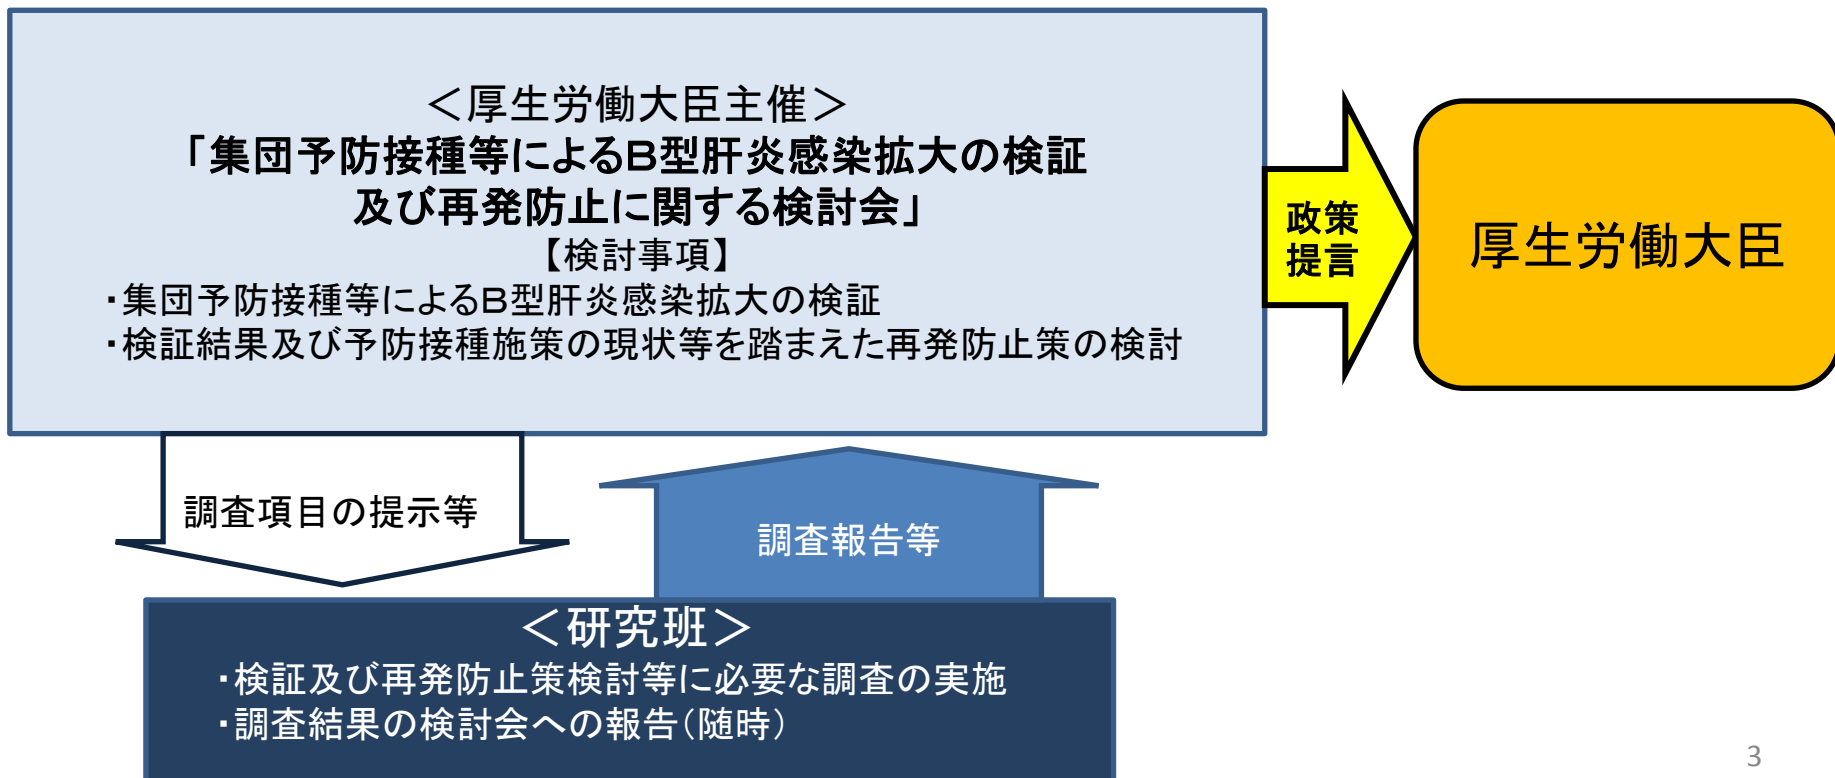 ＜厚生労働大臣主催＞
「集団予防接種等によるＢ型肝炎感染拡大の検証
及び再発防止に関する検討会」
【検討事項】
・集団予防接種等によるＢ型肝炎感染拡大の検証
・検証結果及び予防接種施策の現状等を踏まえた再発防止策の検討
政策
提言
厚生労働大臣
調査項目の提示等
調査報告等
＜研究班＞
・検証及び再発防止策検討等に必要な調査の実施
・調査結果の検討会への報告（随時）
3